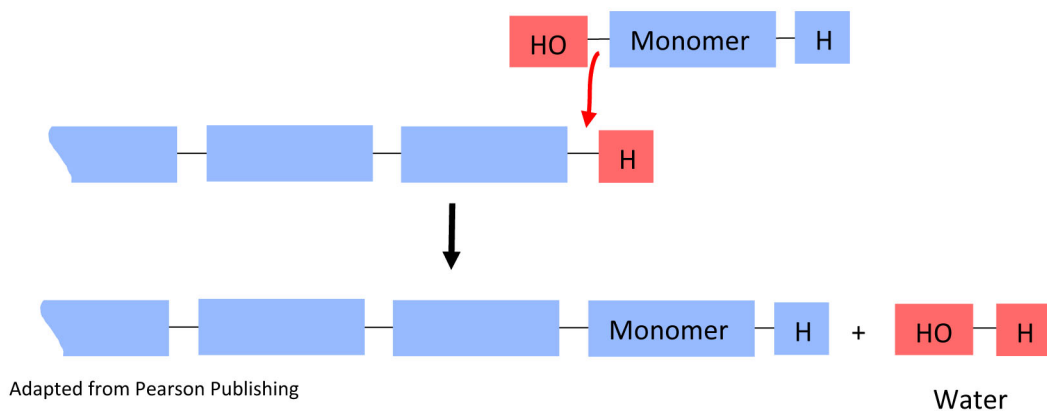 HO Monomer H
H
Monomer H + HO H
Adapted from Pearson Publishing
Water